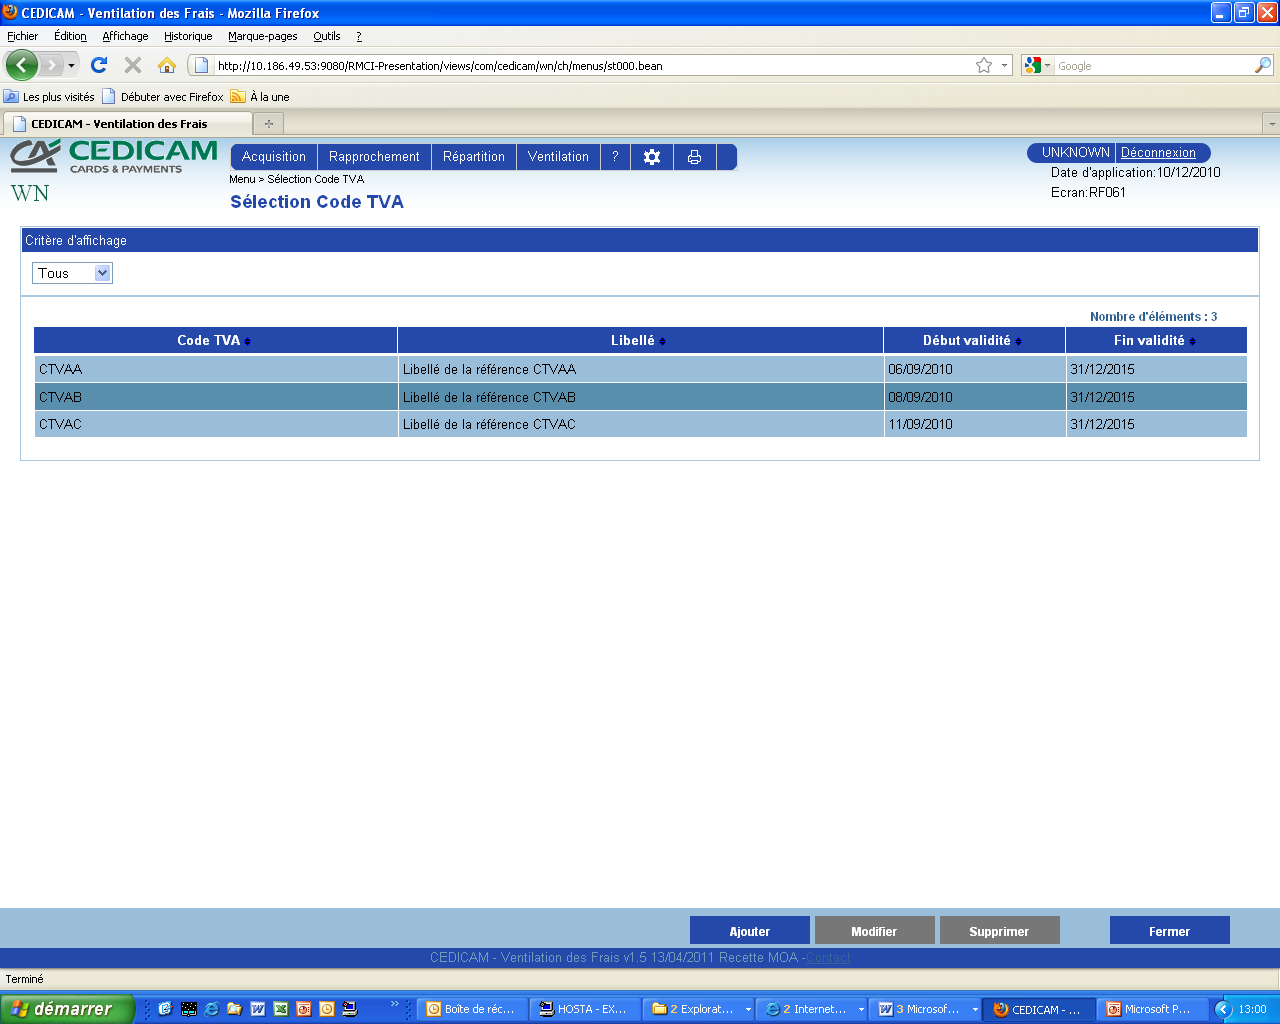 CEDICAM - Ventilation des Frais - Mozilla Firefox
Fichier Édition Affichage Historique Marque-pages Outils ?
http://10.186.49.53:9080/RMCI-Presentation/views/com/cedicam/wn/ch/menus/st000.bean
Google
Les plus visités Débuter avec Firefox À la une
CEDICAM - Ventilation des Frais
CA CEDICAM
CARDS & PAYMENTS
WN
Acquisition Rapprochement Répartition Ventilation ?
UNKNOWN Déconnexion
Menu > Sélection Code TVA
Date d'application:10/12/2010
Sélection Code TVA
Ecran:RF061
Critère d'affichage
Tous
Nombre d'éléments : 3
Code TVA Libellé Début validité Fin validité
CTVAA Libellé de la référence CTVAA 06/09/2010 31/12/2015
CTVAB Libellé de la référence CTVAB 08/09/2010 31/12/2015
CTVAC Libellé de la référence CTVAC 11/09/2010 31/12/2015
Ajouter Modifier Supprimer Fermer
CEDICAM - Ventilation des Frais v1.5 13/04/2011 Recette MOA -Contact
Terminé
démarrer Boîte de réc... HOSTA - EX... 2 Explorat... 2 Internet... 3 Microsof... CEDICAM - ... Microsoft P... 13:00